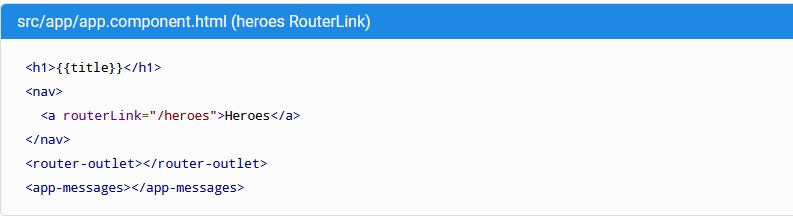 src/app/app.component.html (heroes RouterLink)
<h1>{{title}}</h1>
<nav>
  <a routerLink="/heroes">Heroes</a>
</nav>
<router-outlet></router-outlet>
<app-messages></app-messages>